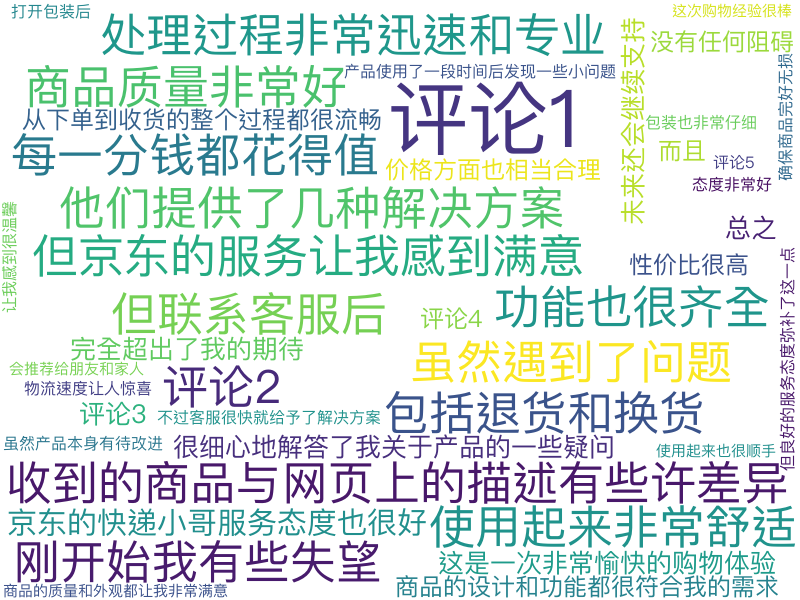 打开包装后
这次购物经验很棒
处理过程非常迅速和专业
没有任何阻碍
未来还会继续支持
商品质量非常好
产品使用了一段时间后发现一些小问题
确保商品完好无损
评论1
从下单到收货的整个过程都很流畅
包装也非常仔细
每一分钱都花得值
价格方面也相当合理
而且
评论5
态度非常好
他们提供了几种解决方案
让我感到很温馨
总之
但京东的服务让我感到满意
性价比很高
但良好的服务态度弥补了这一点
但联系客服后
评论4
功能也很齐全
完全超出了我的期待
虽然遇到了问题
会推荐给朋友和家人
物流速度让人惊喜
评论2
评论3
不过客服很快就给予了解决方案
包括退货和换货
虽然产品本身有待改进
很细心地解答了我关于产品的一些疑问
使用起来也很顺手
收到的商品与网页上的描述有些许差异
京东的快递小哥服务态度也很好
使用起来非常舒适
刚开始我有些失望
这是一次非常愉快的购物体验
商品的质量和外观都让我非常满意
商品的设计和功能都很符合我的需求